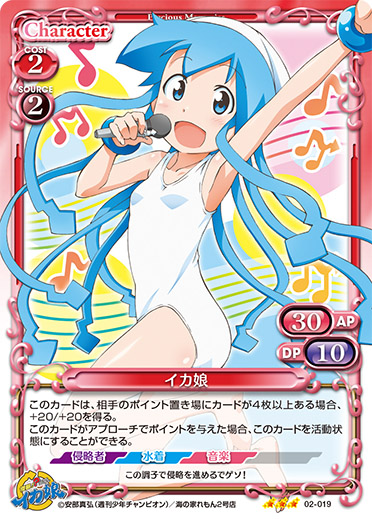 Precious Memories
Character
COST
2
SOURCE
2
30 AP
DP 10
イカ娘
このカードは、相手のポイント置き場にカードが4枚以上ある場合、
+20/+20を得る。
このカードがアプローチでポイントを与えた場合、このカードを活動状
態にすることができる。
侵略者 水着 音楽
この調子で侵略を進めるでゲソ!
©安部真弘(週刊少年チャンピオン)/海の家れもん2号店
02-019